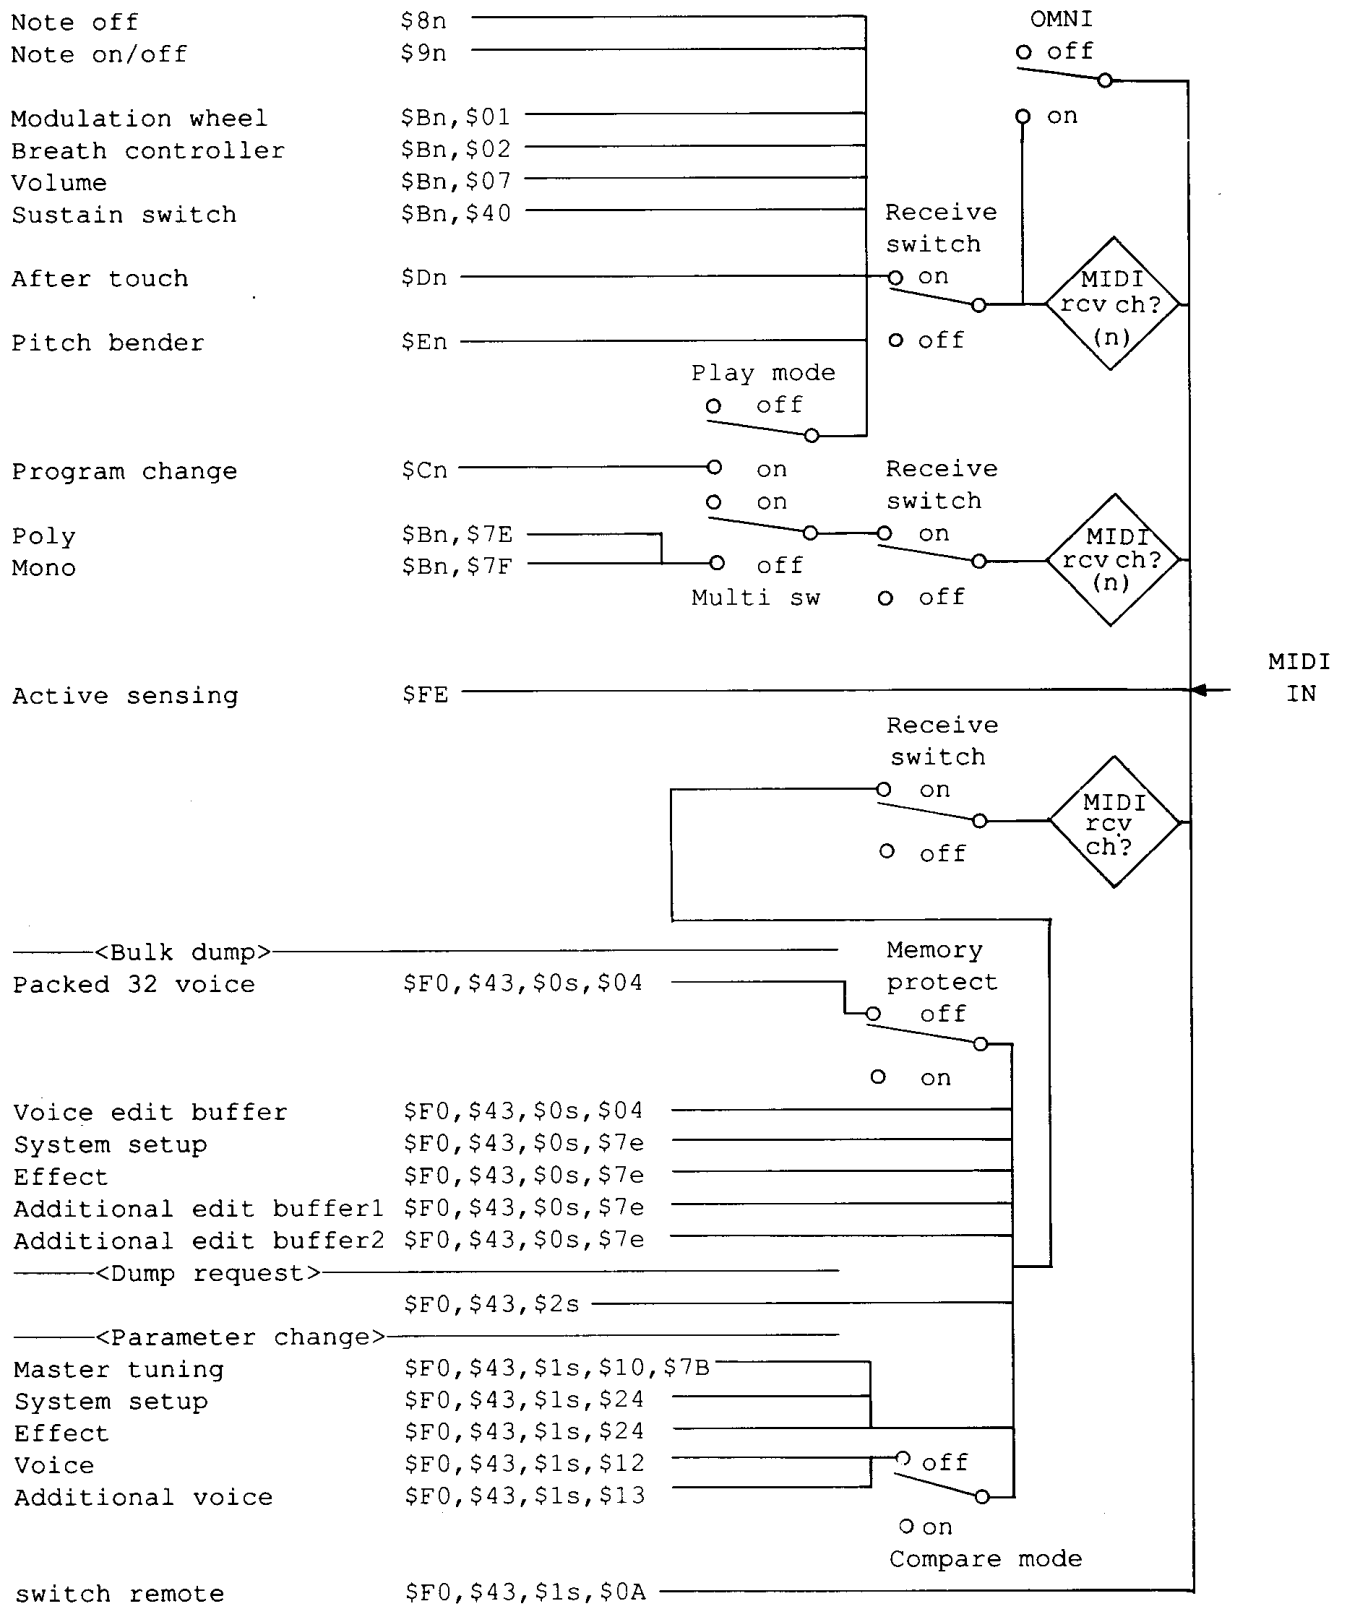 Note off $8n OMNI
Note on/off $9n off
Modulation wheel $Bn,$01 on
Breath controller $Bn,$02
Volume $Bn,$07
Sustain switch $Bn,$40 Receive
switch
After touch $Dn on MIDI
rcv ch?
Pitch bender $En off (n)
Play mode
off
Program change $Cn on Receive
on switch
Poly $Bn,$7E on MIDI
Mono $Bn,$7F off rcv ch?
(n)
Multi sw off
MIDI
Active sensing $FE IN
Receive
switch
on MIDI
rcv
off ch?
<Bulk dump> Memory
Packed 32 voice $F0,$43,$0s,$04 protect
off
on
Voice edit buffer $F0,$43,$0s,$04
System setup $F0,$43,$0s,$7e
Effect $F0,$43,$0s,$7e
Additional edit buffer1 $F0,$43,$0s,$7e
Additional edit buffer2 $F0,$43,$0s,$7e
<Dump request>
$F0,$43,$2s
<Parameter change>
Master tuning $F0,$43,$1s,$10,$7B
System setup $F0,$43,$1s,$24
Effect $F0,$43,$1s,$24
Voice $F0,$43,$1s,$12 off
Additional voice $F0,$43,$1s,$13
on
Compare mode
switch remote $F0,$43,$1s,$0A